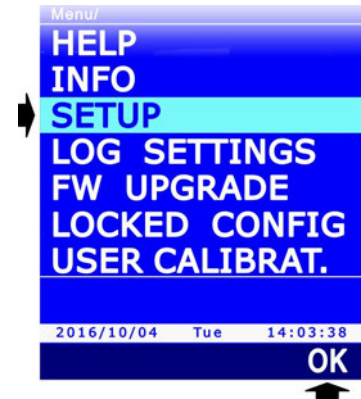 Menu/
HELP
INFO
SETUP
LOG SETTINGS
FW UPGRADE
LOCKED CONFIG
USER CALIBRAT.
2016/10/04 Tue 14:03:38
OK